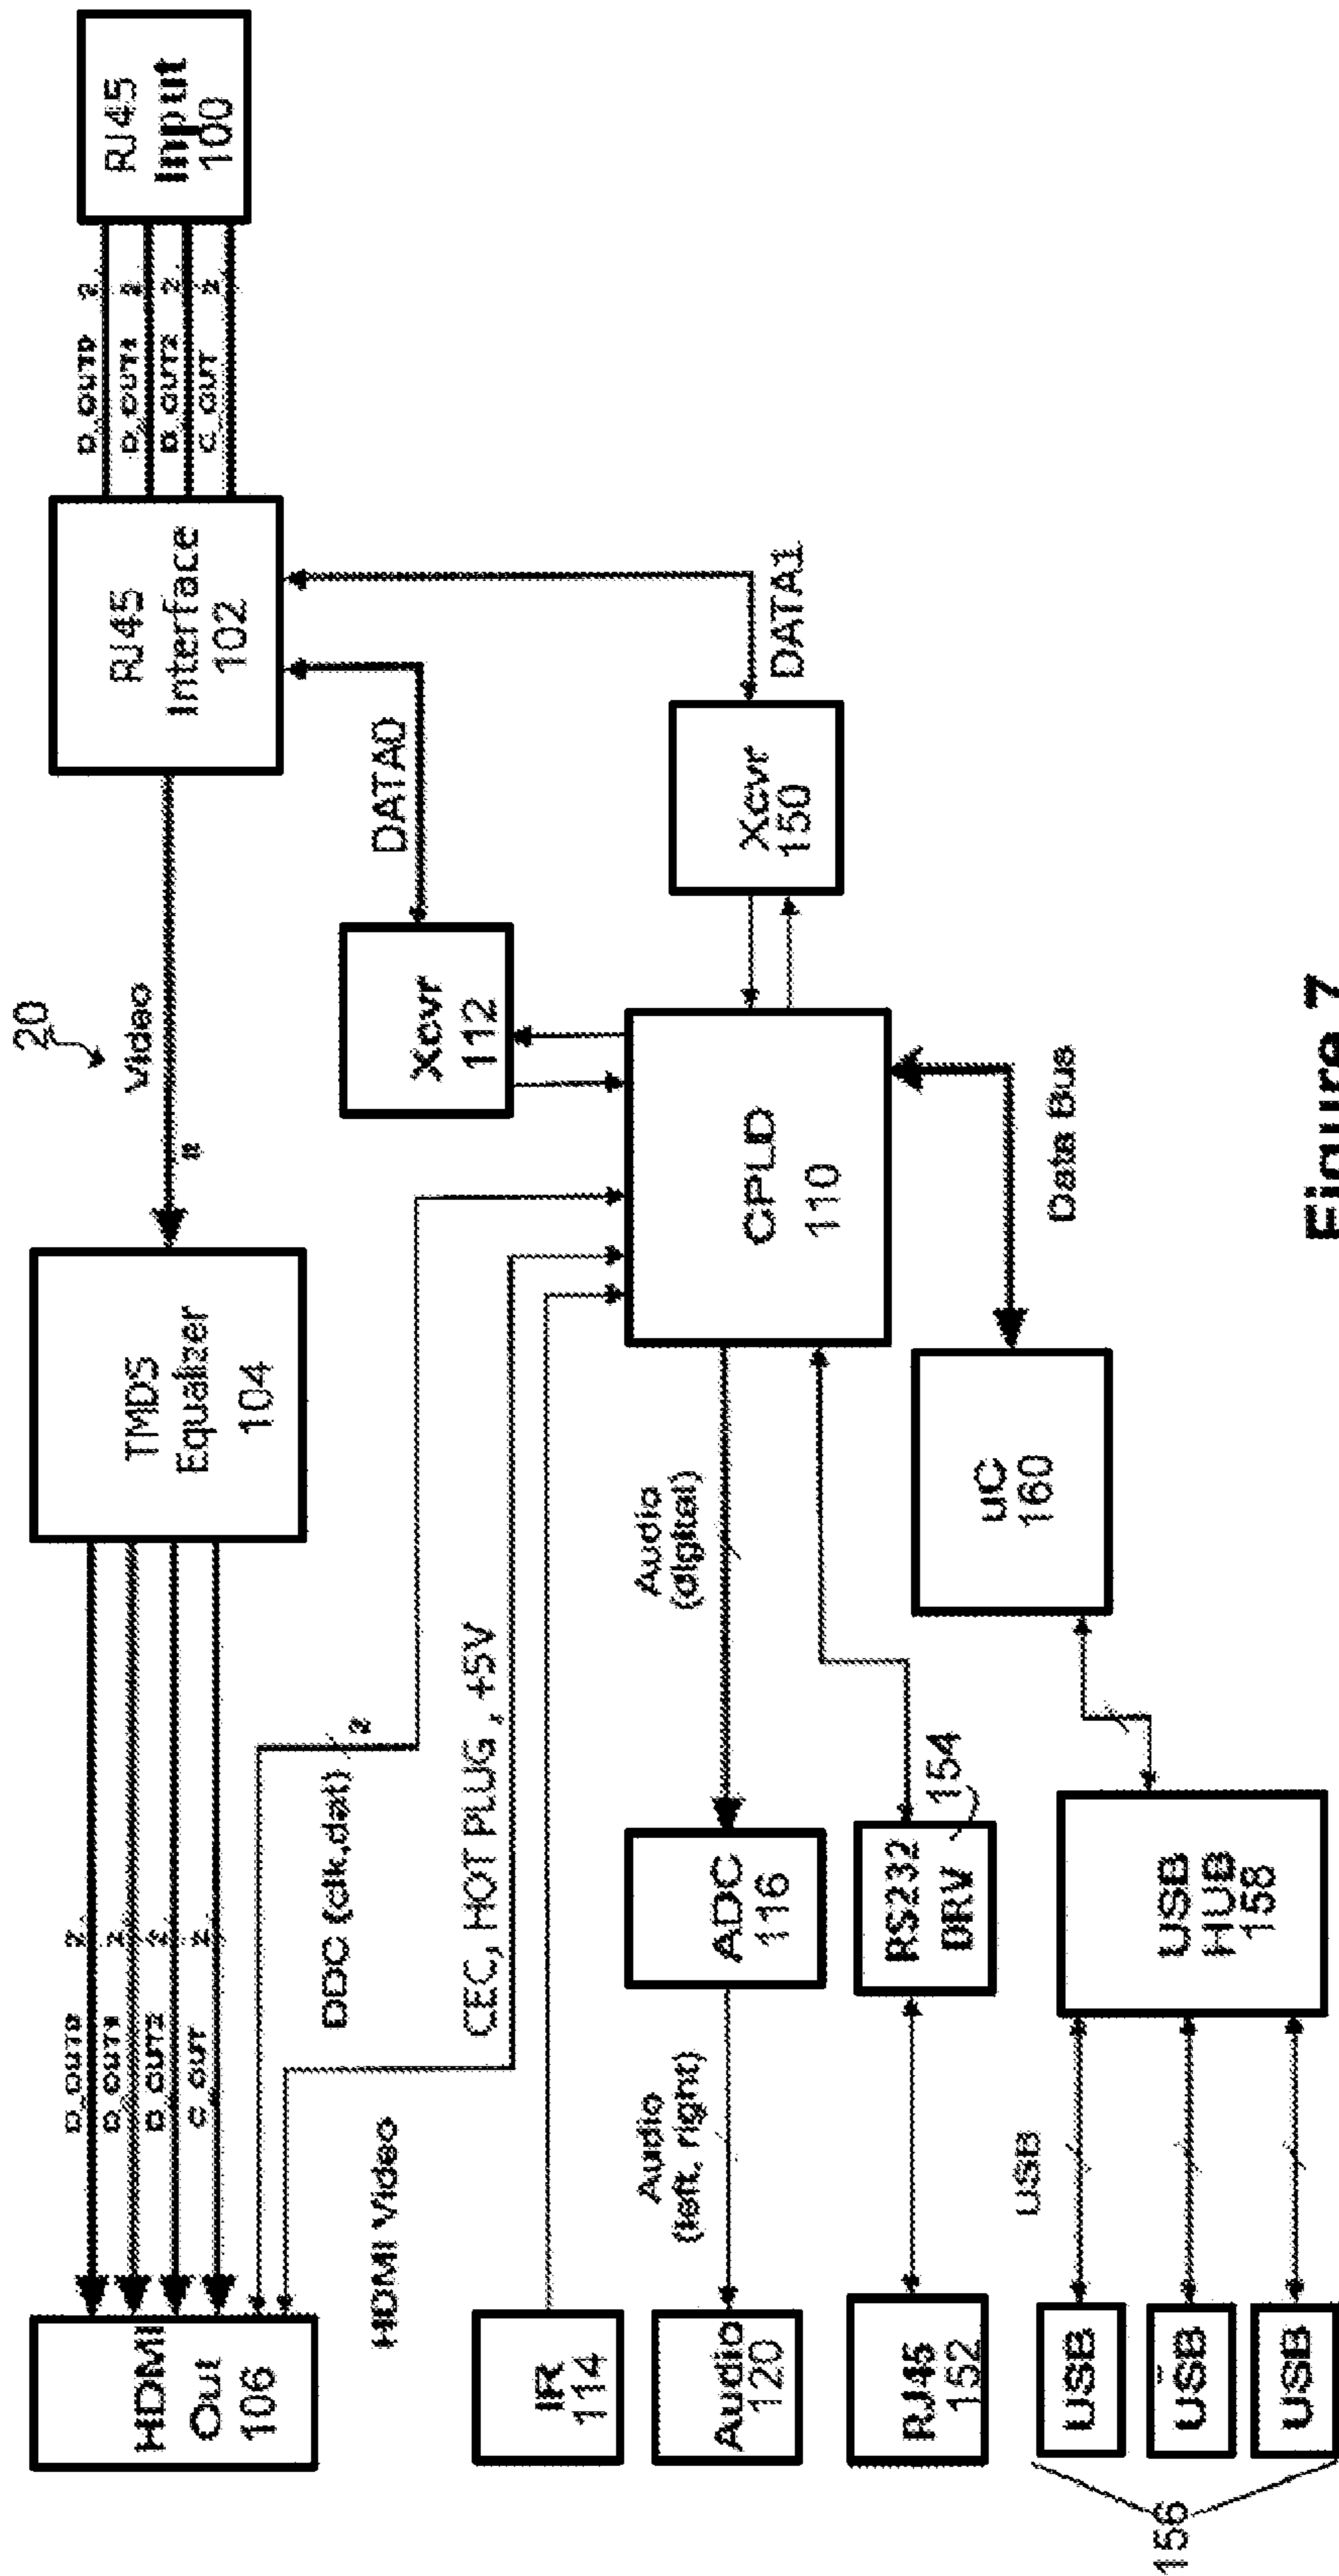 20
HDMI
Out
106
D_OUT0 2
D_OUT1 2
D_OUT2 2
C_OUT 2
TMDS
Equalizer
104
Video
RJ45
Interface
102
D_OUT0 2
D_OUT1 2
D_OUT2 2
C_OUT 2
RJ45
Input
100
DDC (clk,dat) 2
CEC, HOT PLUG , +5V
HDMI Video
Xcvr
112
DATA0
IR
114
Audio
120
Audio
(left, right)
ADC
116
Audio
(digital)
CPLD
110
Xcvr
150
DATA1
RJ45
152
RS232
DRV
154
uC
160
Data Bus
USB
USB
USB
USB
156
USB
HUB
158
Figure 7